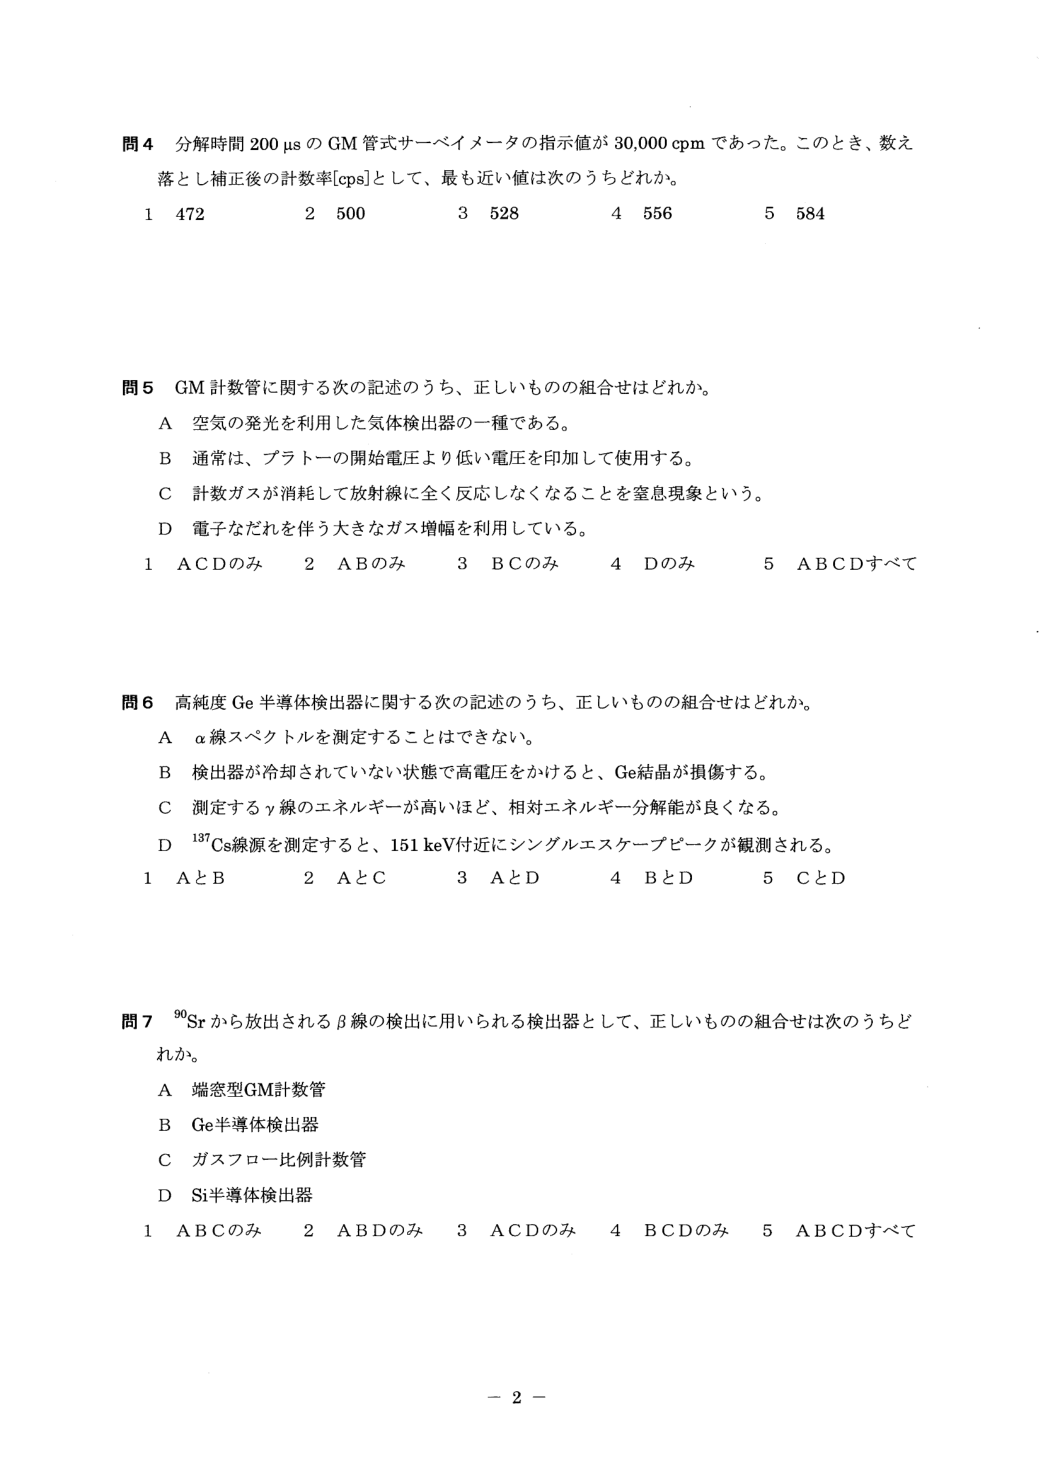 問4 分解時間 200 μs の GM 管式サーベイメータの指示値が 30,000 cpm であった。このとき、数え
落とし補正後の計数率[cps]として、最も近い値は次のうちどれか。
1 472 2 500 3 528 4 556 5 584
問5 GM 計数管に関する次の記述のうち、正しいものの組合せはどれか。
A 空気の発光を利用した気体検出器の一種である。
B 通常は、プラトーの開始電圧より低い電圧を印加して使用する。
C 計数ガスが消耗して放射線に全く反応しなくなることを窒息現象という。
D 電子なだれを伴う大きなガス増幅を利用している。
1 ACDのみ 2 ABのみ 3 BCのみ 4 Dのみ 5 ABCDすべて
問6 高純度 Ge 半導体検出器に関する次の記述のうち、正しいものの組合せはどれか。
A α線スペクトルを測定することはできない。
B 検出器が冷却されていない状態で高電圧をかけると、Ge結晶が損傷する。
C 測定するγ線のエネルギーが高いほど、相対エネルギー分解能が良くなる。
D ¹³⁷Cs線源を測定すると、151 keV付近にシングルエスケープピークが観測される。
1 AとB 2 AとC 3 AとD 4 BとD 5 CとD
問7 ⁹⁰Sr から放出されるβ線の検出に用いられる検出器として、正しいものの組合せは次のうちど
れか。
A 端窓型GM計数管
B Ge半導体検出器
C ガスフロー比例計数管
D Si半導体検出器
1 ABCのみ 2 ABDのみ 3 ACDのみ 4 BCDのみ 5 ABCDすべて
－ 2 －